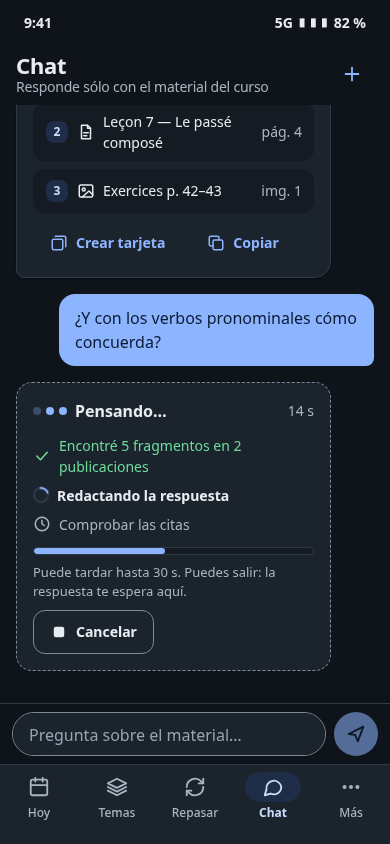 9:41
5G 82 %
Chat
Responde sólo con el material del curso
2 Leçon 7 — Le passé composé pág. 4
3 Exercices p. 42–43 img. 1
Crear tarjeta Copiar
¿Y con los verbos pronominales cómo
concuerda?
Pensando… 14 s
Encontré 5 fragmentos en 2
publicaciones
Redactando la respuesta
Comprobar las citas
Puede tardar hasta 30 s. Puedes salir: la
respuesta te espera aquí.
Cancelar
Pregunta sobre el material…
Hoy Temas Repasar Chat Más